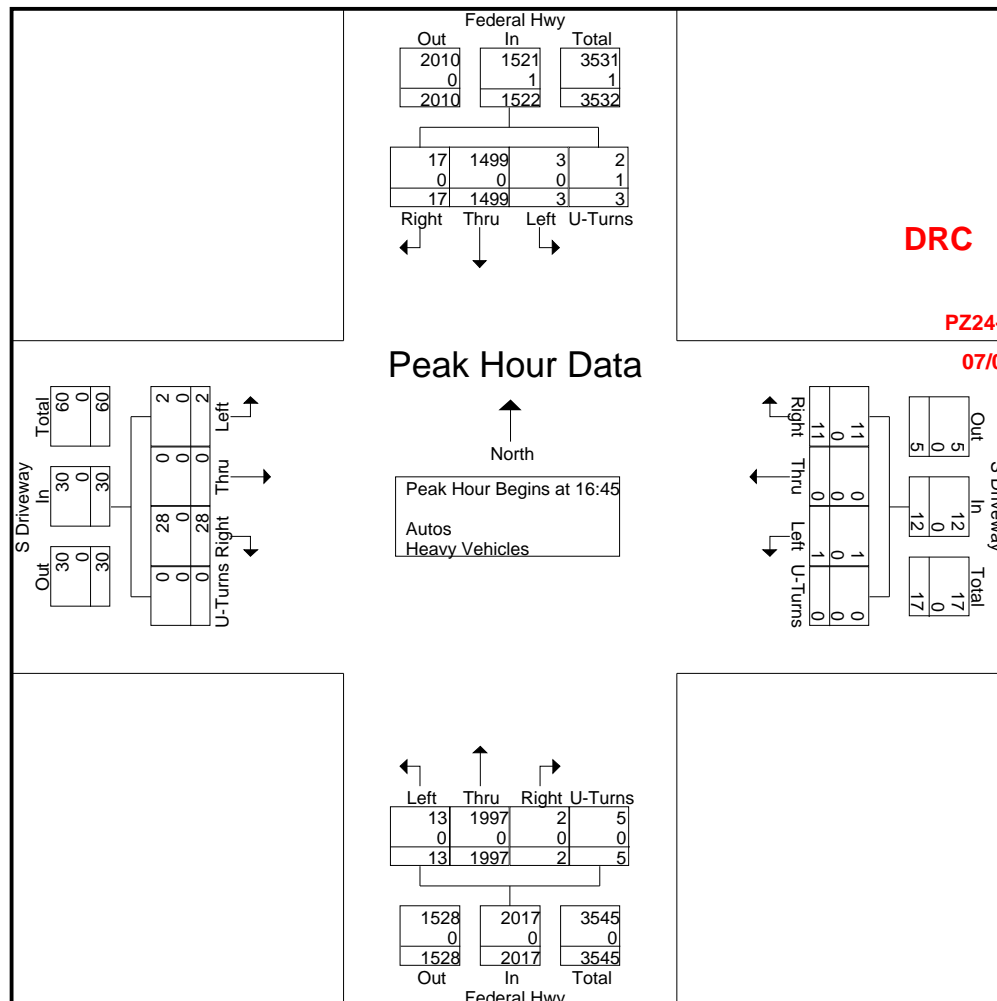 Federal Hwy
Out In Total
2010 1521 3531
0 1 1
2010 1522 3532
17 1499 3 2
0 0 0 1
17 1499 3 3
Right Thru Left U-Turns
DRC
PZ24-
07/0
Peak Hour Data
North
Peak Hour Begins at 16:45
Autos
Heavy Vehicles
S Driveway
Total In Out
60 30 30
0 0 0
60 30 30
2 0 28 0
0 0 0 0
2 0 28 0
Left Thru Right U-Turns
Right Thru Left U-Turns
11 0 1 0
0 0 0 0
11 0 1 0
5 12 17
0 0 0
5 12 17
Out In Total
S Driveway
Left Thru Right U-Turns
13 1997 2 5
0 0 0 0
13 1997 2 5
1528 2017 3545
0 0 0
1528 2017 3545
Out In Total
Federal Hwy